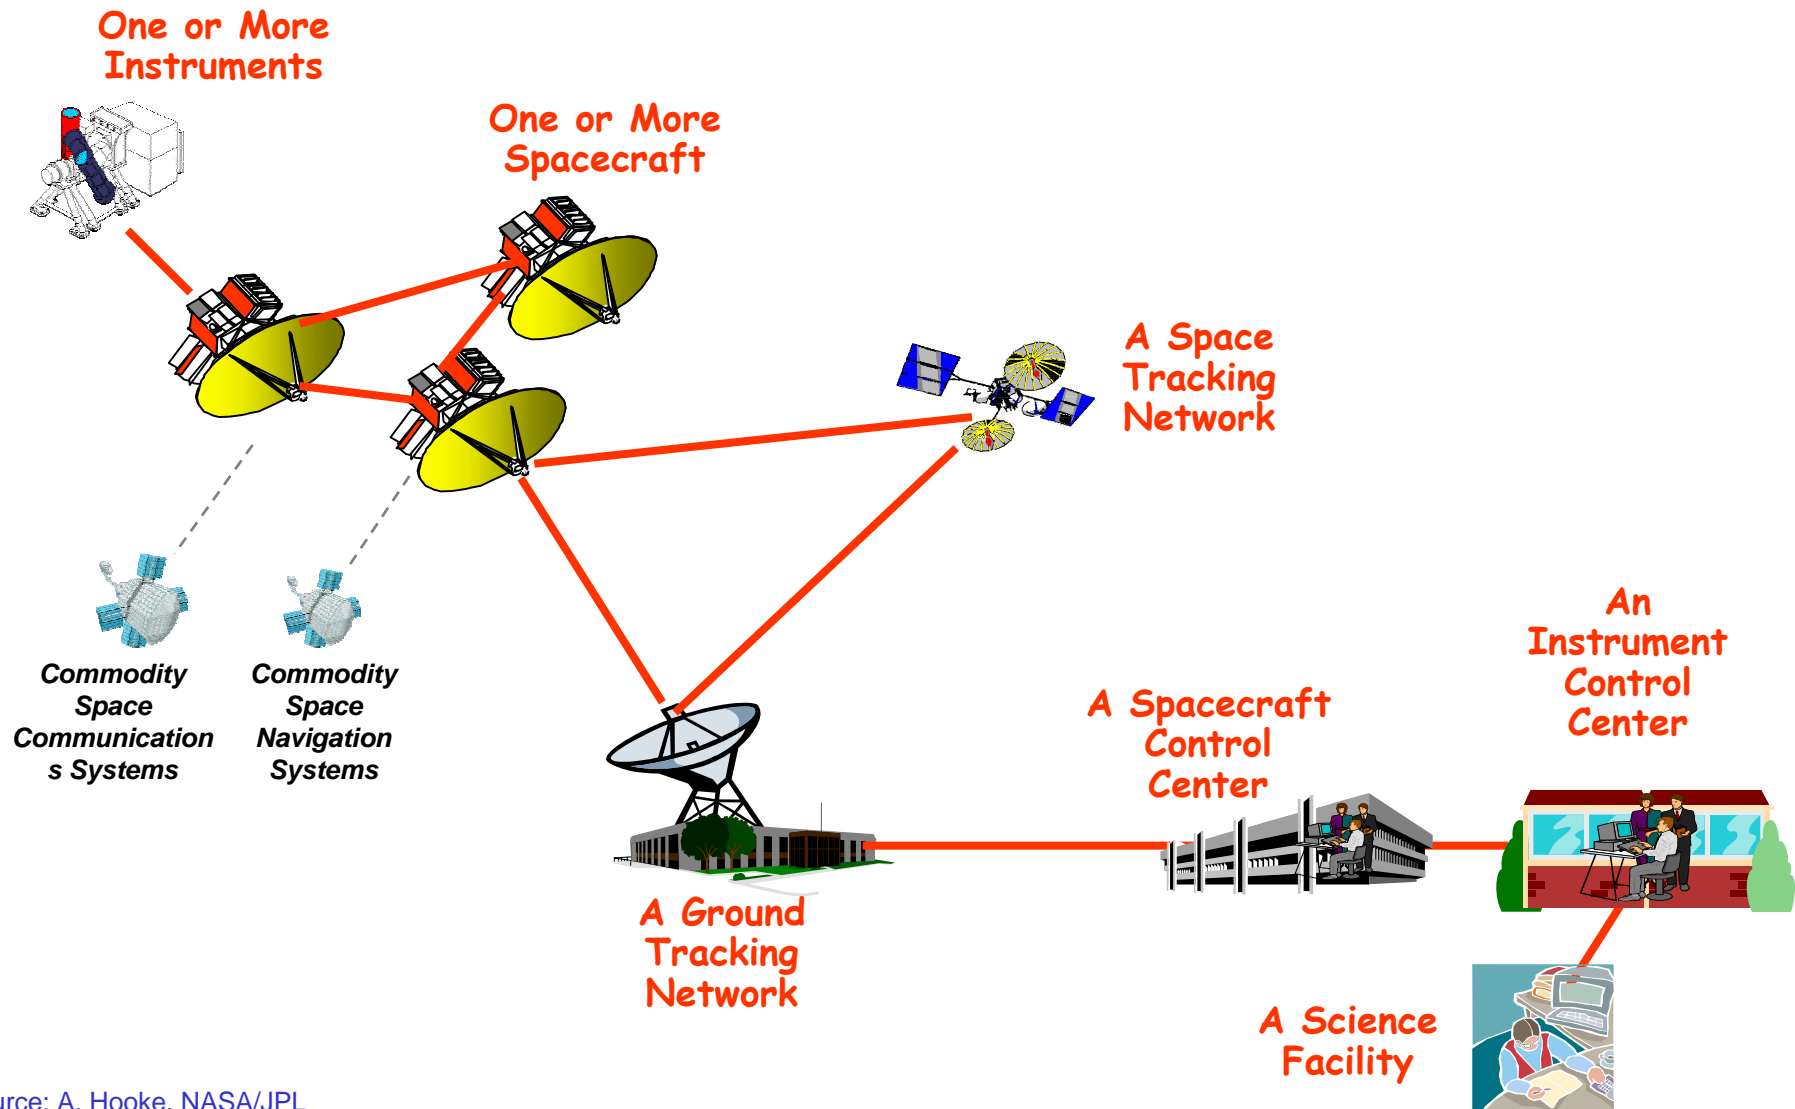 One or More
Instruments
One or More
Spacecraft
A Space
Tracking
Network
Commodity
Space
Communication
s Systems
Commodity
Space
Navigation
Systems
A Ground
Tracking
Network
A Spacecraft
Control
Center
An
Instrument
Control
Center
A Science
Facility
urce: A. Hooke, NASA/JPL